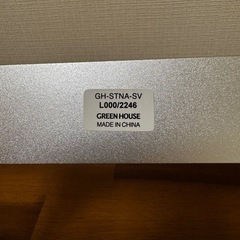 GH-STNA-SV
L000/2246
GREEN HOUSE
MADE IN CHINA